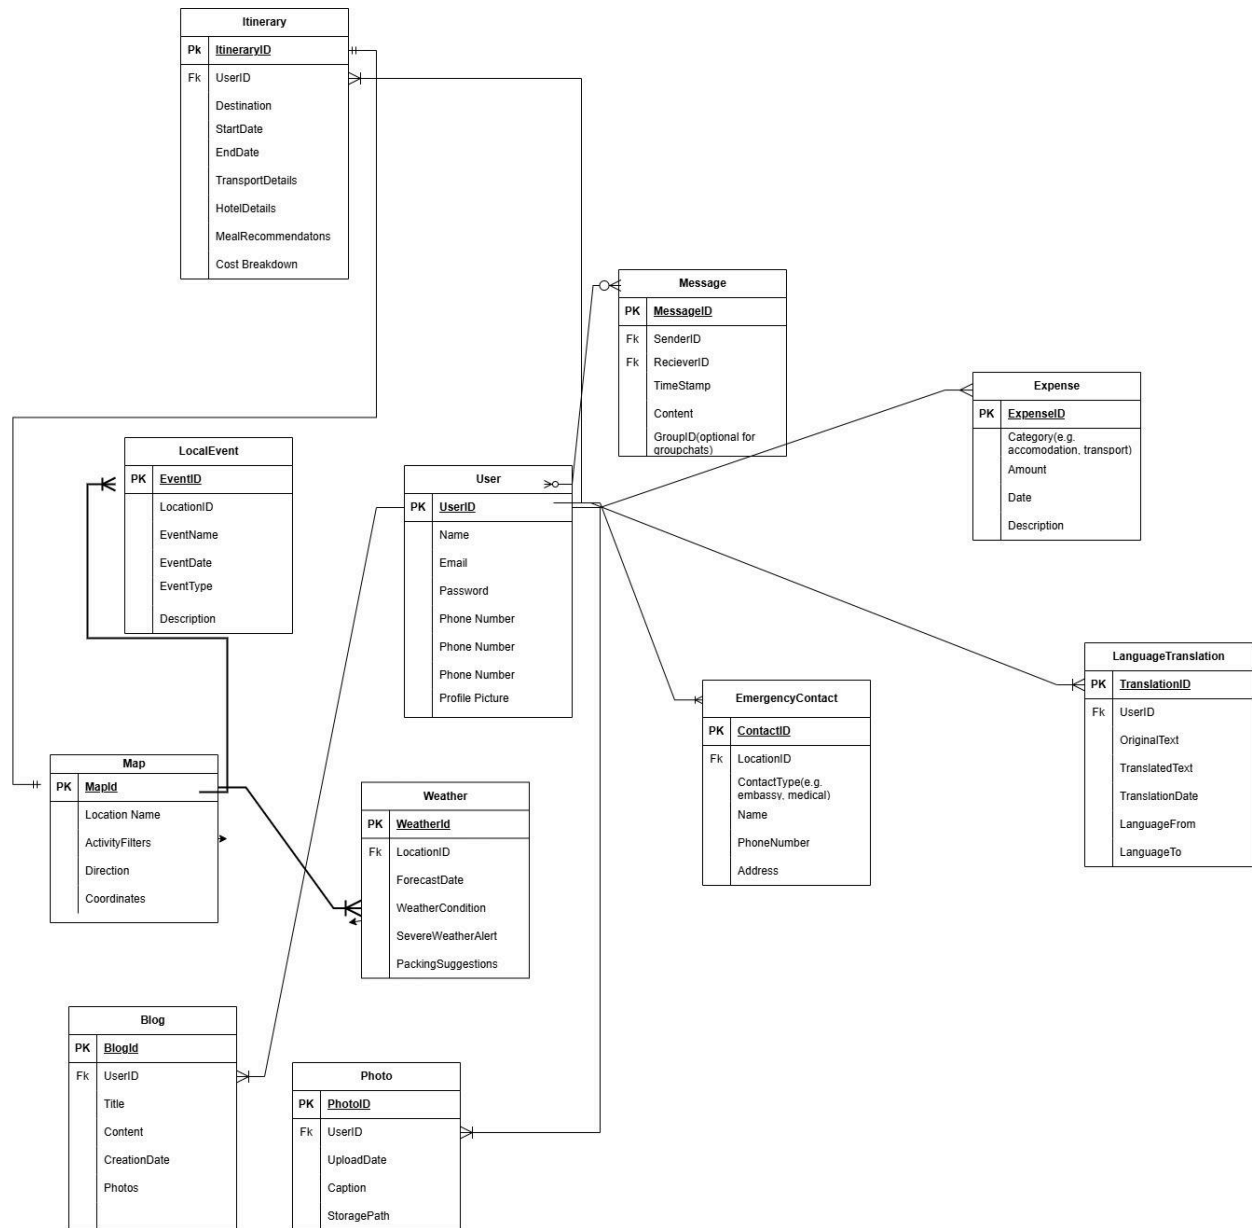 Itinerary
Pk ItineraryID
Fk UserID
Destination
StartDate
EndDate
TransportDetails
HotelDetails
MealRecommendatons
Cost Breakdown
Message
PK MessageID
Fk SenderID
Fk RecieverID
TimeStamp
Content
GroupID(optional for
groupchats)
Expense
PK ExpenseID
Category(e.g.
accomodation, transport)
Amount
Date
Description
LocalEvent
PK EventID
LocationID
EventName
EventDate
EventType
Description
User
PK UserID
Name
Email
Password
Phone Number
Phone Number
Phone Number
Profile Picture
LanguageTranslation
PK TranslationID
Fk UserID
OriginalText
TranslatedText
TranslationDate
LanguageFrom
LanguageTo
EmergencyContact
PK ContactID
Fk LocationID
ContactType(e.g.
embassy, medical)
Name
PhoneNumber
Address
Map
PK MapId
Location Name
ActivityFilters
Direction
Coordinates
Weather
PK WeatherId
Fk LocationID
ForecastDate
WeatherCondition
SevereWeatherAlert
PackingSuggestions
Blog
PK BlogId
Fk UserID
Title
Content
CreationDate
Photos
Photo
PK PhotoID
Fk UserID
UploadDate
Caption
StoragePath